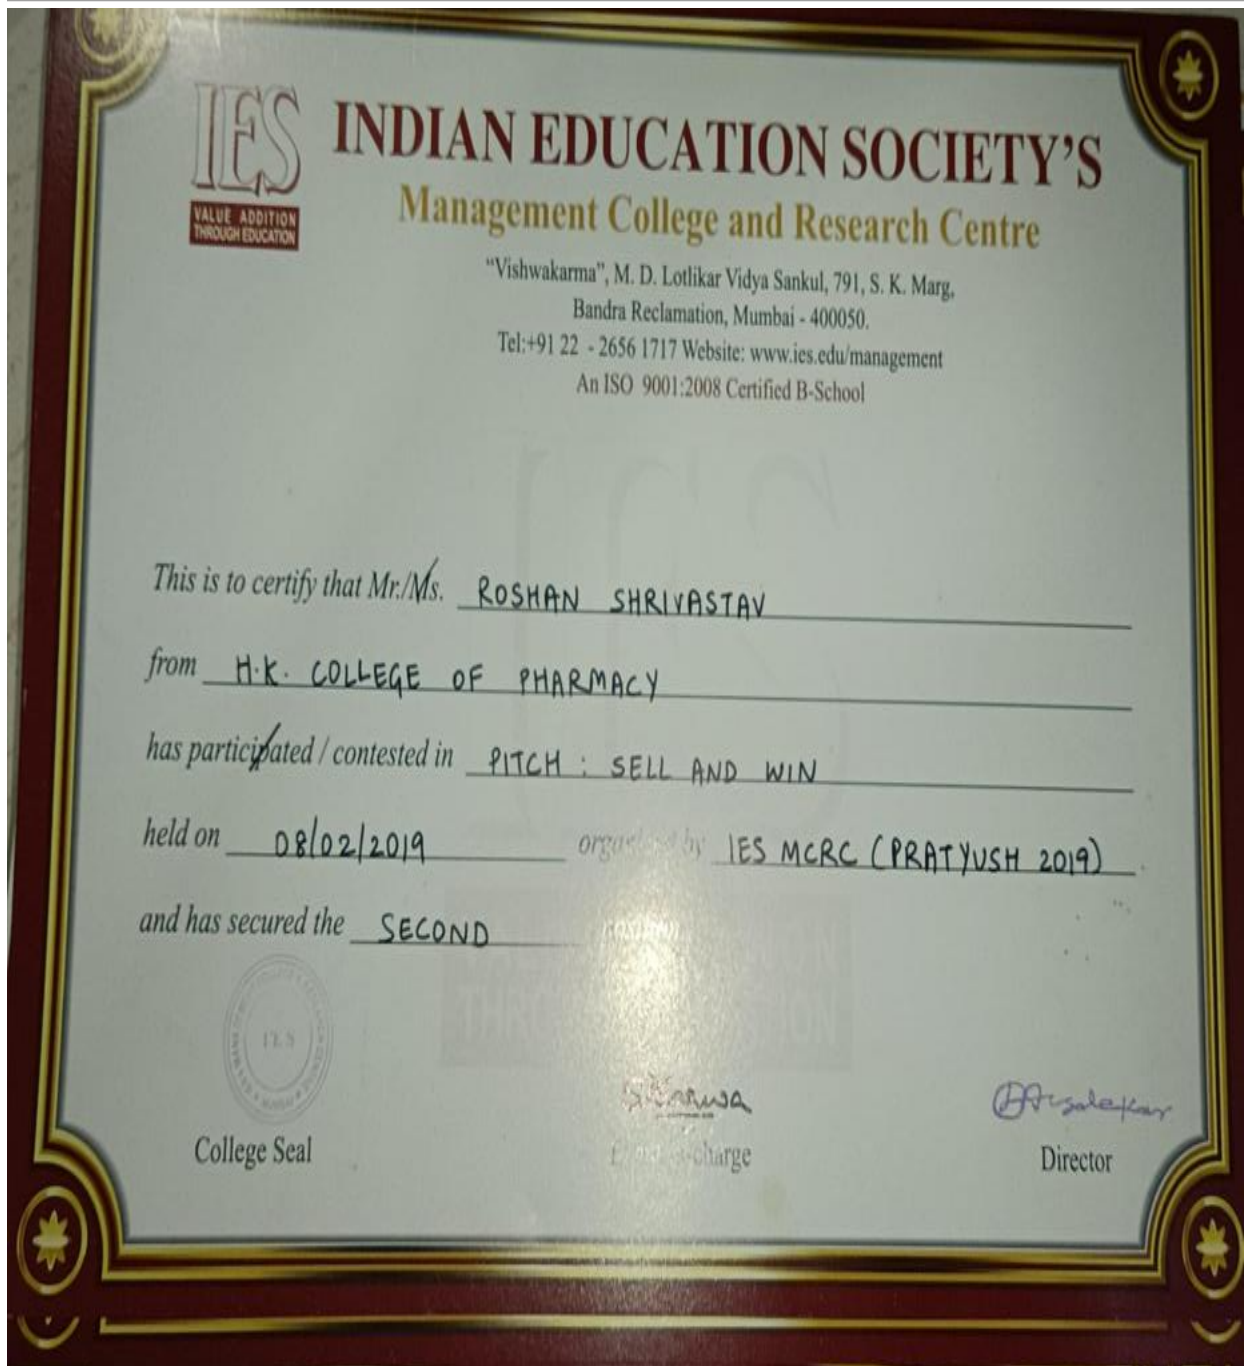 IES
VALUE ADDITION
THROUGH EDUCATION
INDIAN EDUCATION SOCIETY'S
Management College and Research Centre
"Vishwakarma", M. D. Lotlikar Vidya Sankul, 791, S. K. Marg,
Bandra Reclamation, Mumbai - 400050.
Tel:+91 22 - 2656 1717 Website: www.ies.edu/management
An ISO 9001:2008 Certified B-School
This is to certify that Mr./Ms. ROSHAN SHRIVASTAV
from H.K. COLLEGE OF PHARMACY
has participated / contested in PITCH : SELL AND WIN
held on 08/02/2019 by IES MCRC (PRATYUSH 2019)
and has secured the SECOND
IES
College Seal
charge
Director